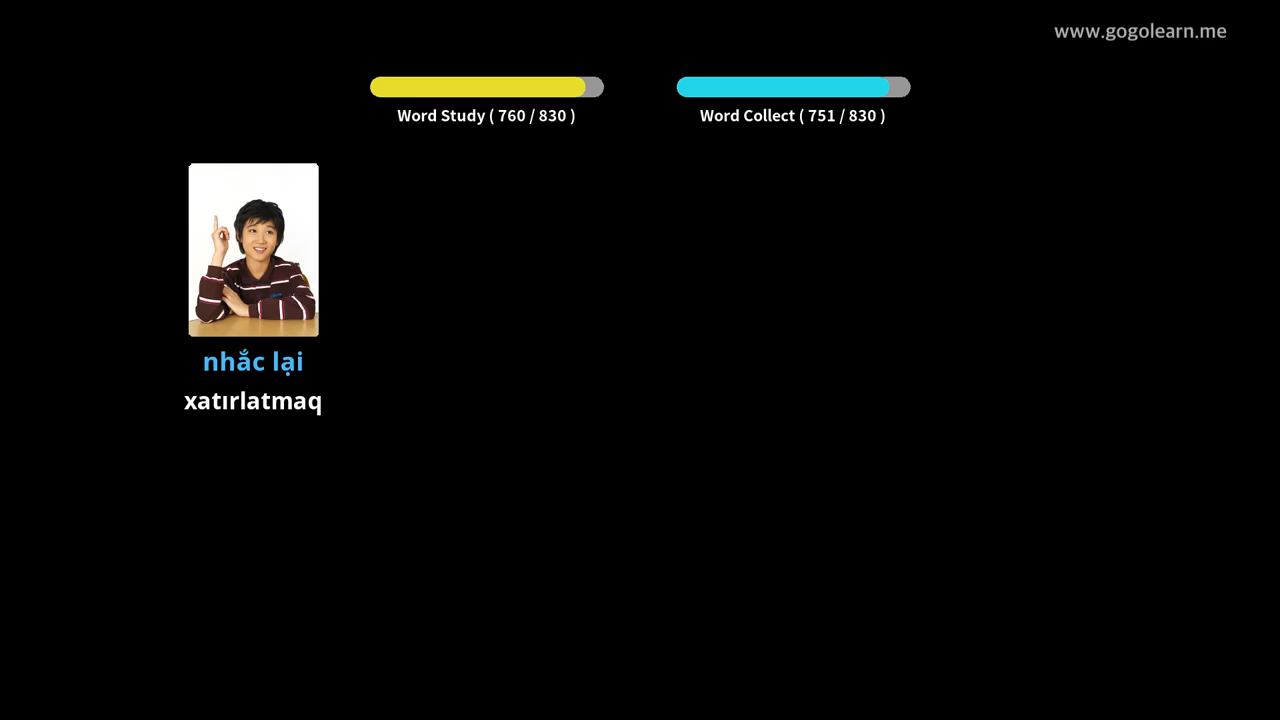 www.gogolearn.me
Word Study ( 760 / 830 )
Word Collect ( 751 / 830 )
nhắc lại
xatırlatmaq